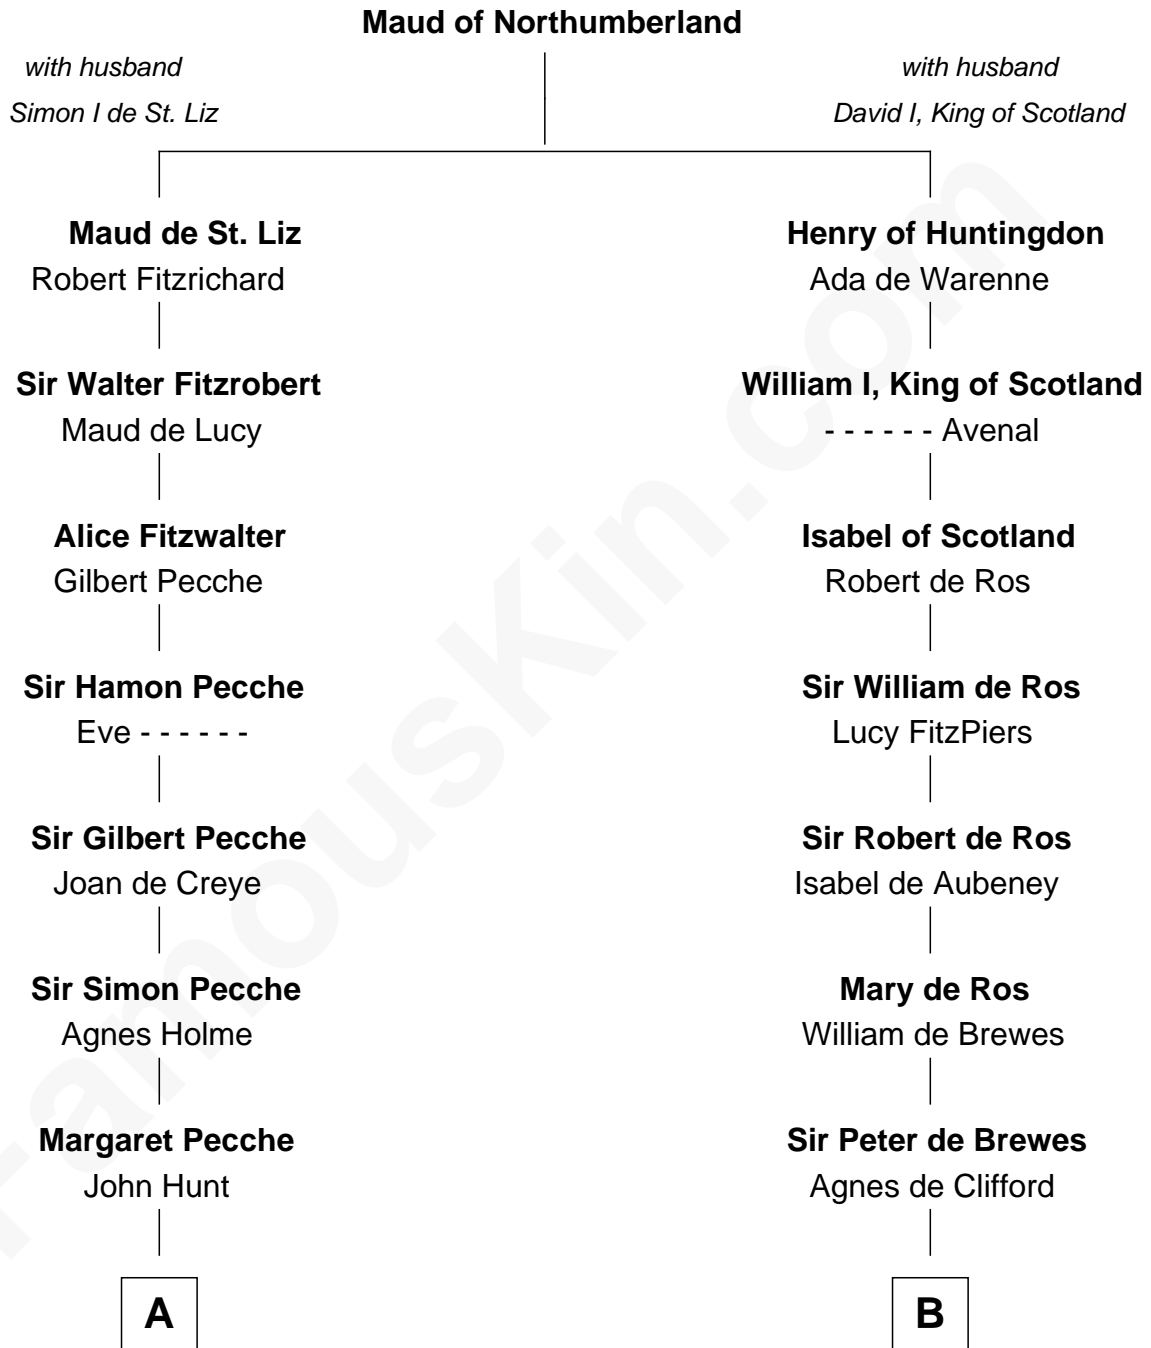 Maud of Northumberland
with husband
Simon I de St. Liz
with husband
David I, King of Scotland
Maud de St. Liz
Robert Fitzrichard
Henry of Huntingdon
Ada de Warenne
Sir Walter Fitzrobert
Maud de Lucy
William I, King of Scotland
- - - - - - Avenal
Alice Fitzwalter
Gilbert Pecche
Isabel of Scotland
Robert de Ros
Sir Hamon Pecche
Eve - - - - - -
Sir William de Ros
Lucy FitzPiers
Sir Gilbert Pecche
Joan de Creye
Sir Robert de Ros
Isabel de Aubeney
Sir Simon Pecche
Agnes Holme
Mary de Ros
William de Brewes
Margaret Pecche
John Hunt
Sir Peter de Brewes
Agnes de Clifford
A
B
FamousKin.com